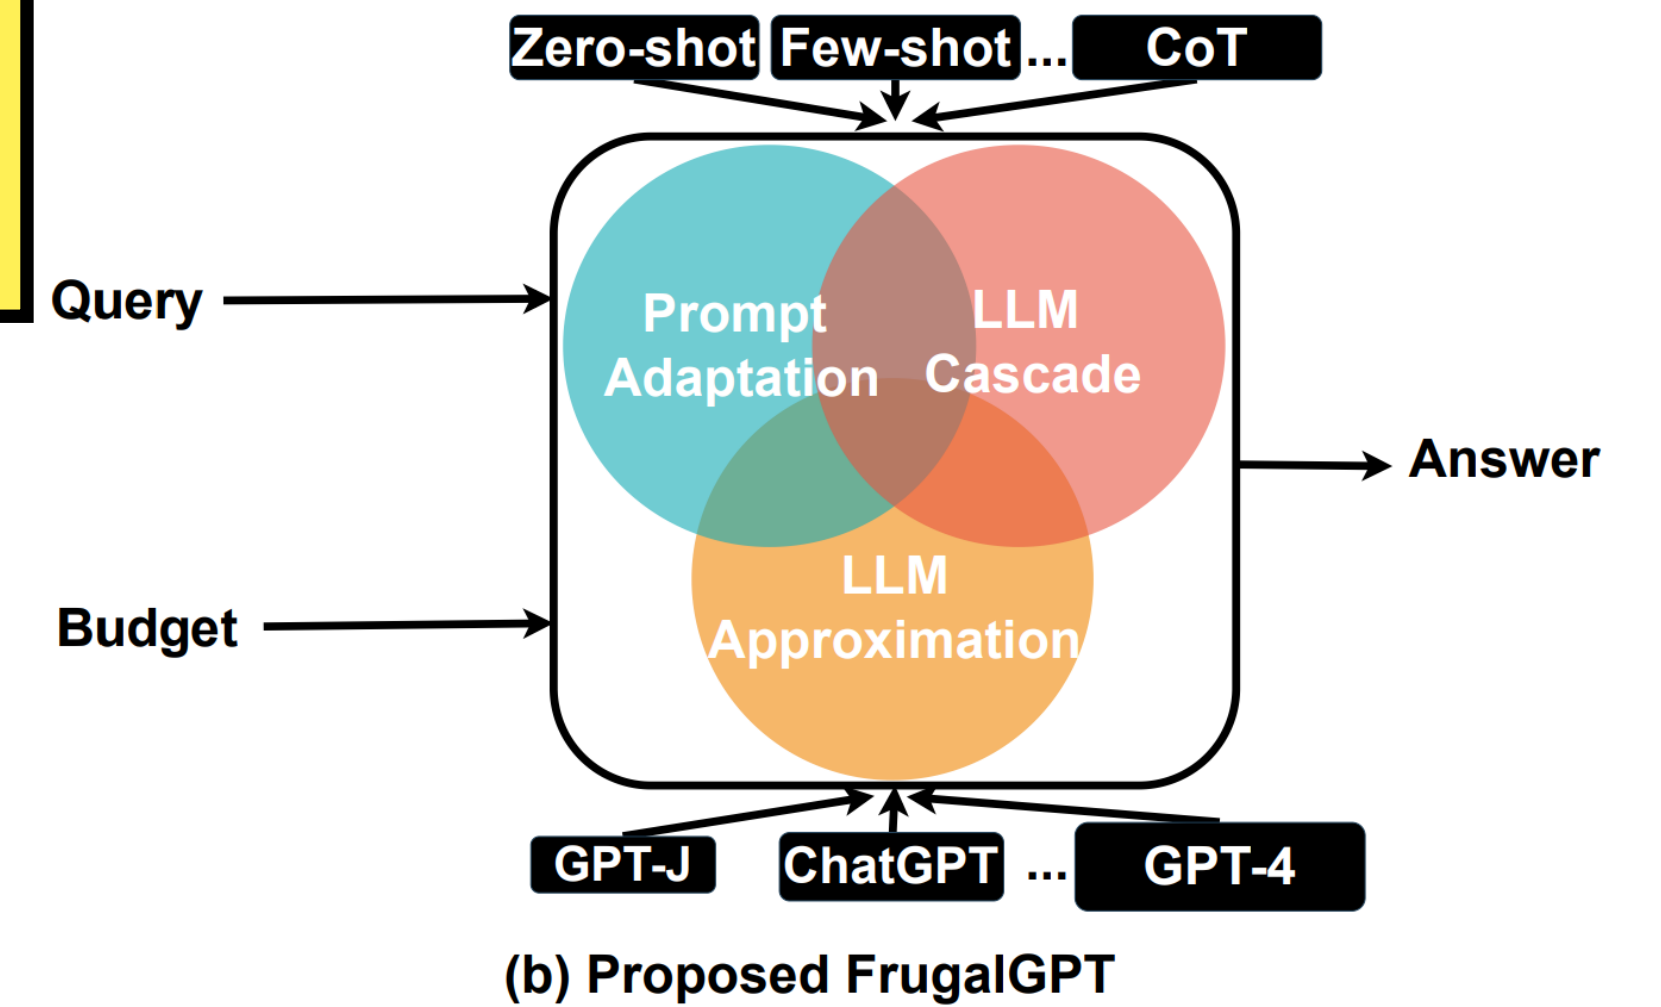 Zero-shot Few-shot ... CoT
Query
Prompt
Adaptation
LLM
Cascade
Answer
LLM
Approximation
Budget
GPT-J ChatGPT ... GPT-4
(b) Proposed FrugalGPT